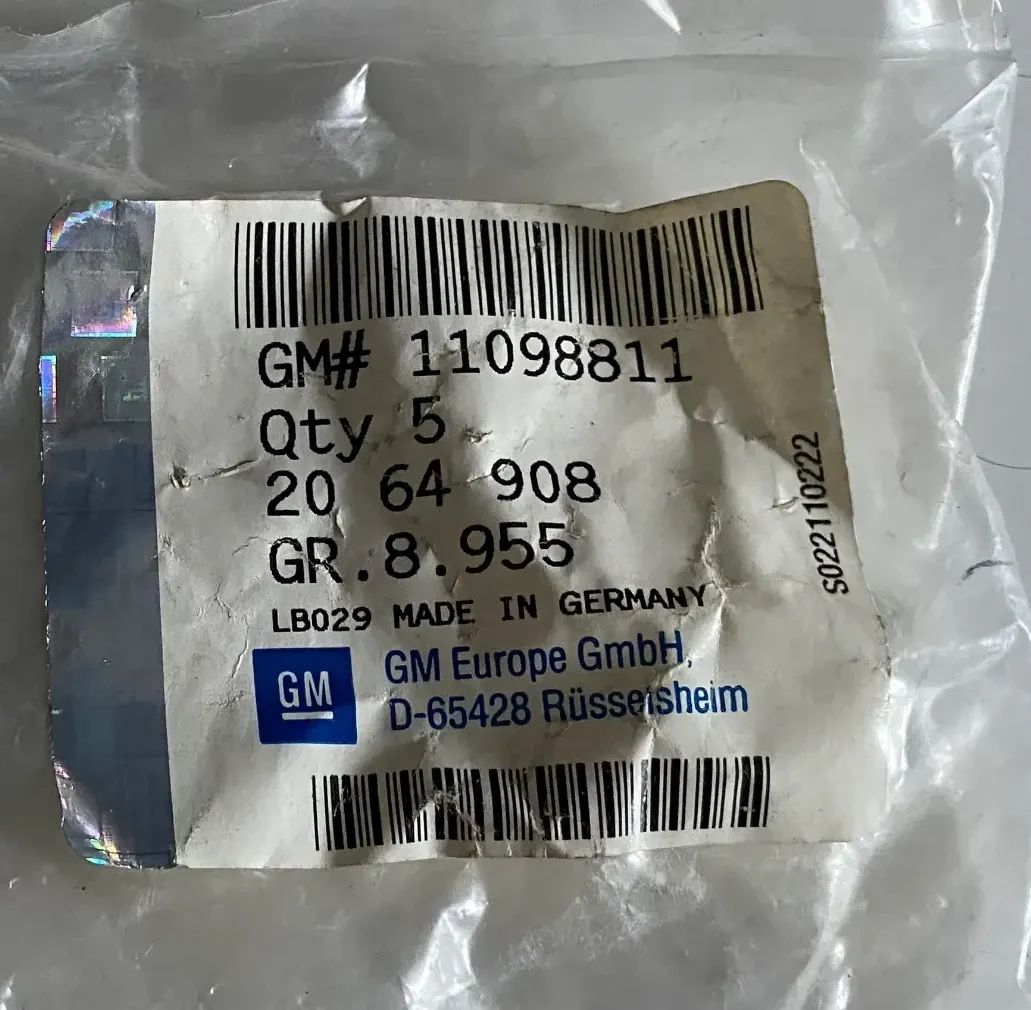 GM# 11098811
Qty 5
20 64 908
GR.8.955
LB029 MADE IN GERMANY
GM
GM Europe GmbH,
D-65428 Rüsselsheim
S022110222